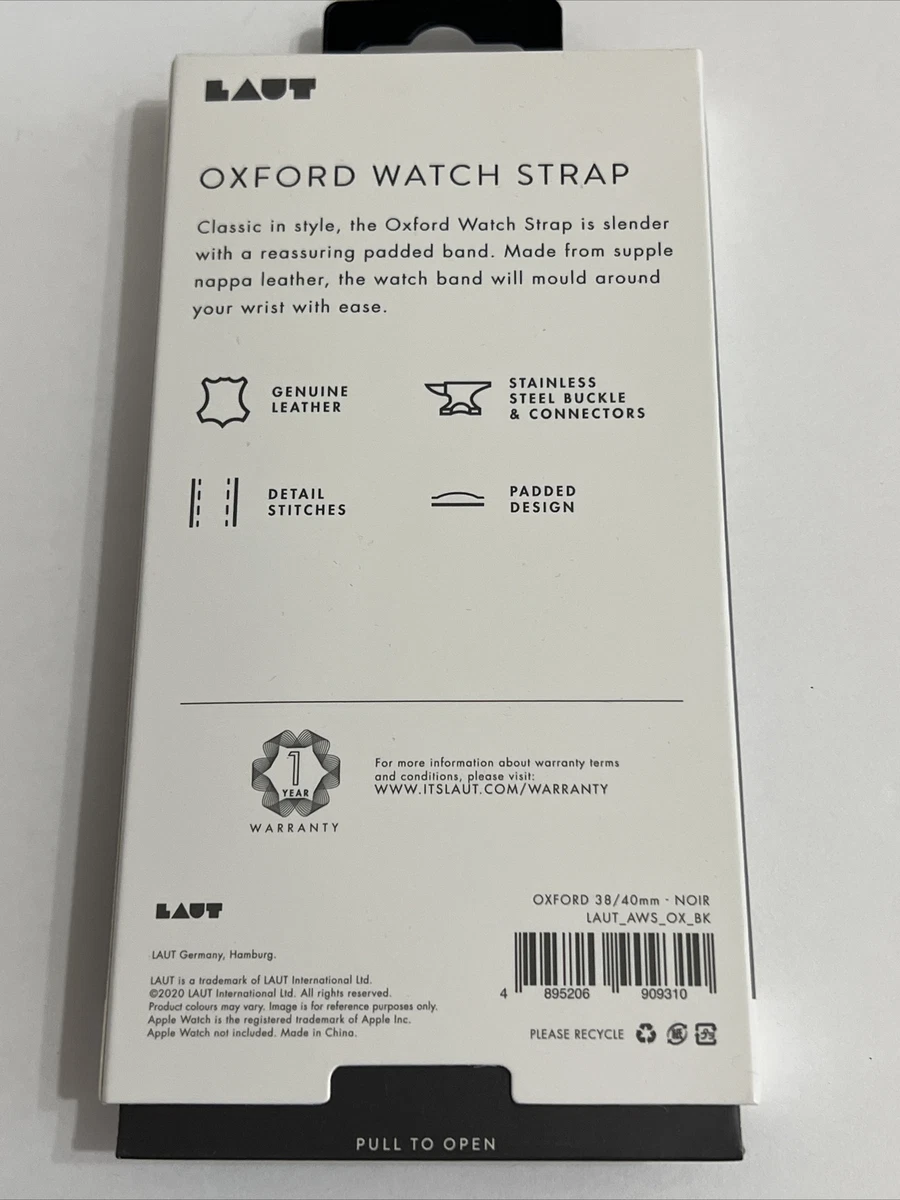 LAUT
OXFORD WATCH STRAP
Classic in style, the Oxford Watch Strap is slender
with a reassuring padded band. Made from supple
nappa leather, the watch band will mould around
your wrist with ease.
GENUINE
LEATHER
STAINLESS
STEEL BUCKLE
& CONNECTORS
DETAIL
STITCHES
PADDED
DESIGN
1
YEAR
WARRANTY
For more information about warranty terms
and conditions, please visit:
WWW.ITSLAUT.COM/WARRANTY
LAUT
LAUT Germany, Hamburg.
LAUT is a trademark of LAUT International Ltd.
©2020 LAUT International Ltd. All rights reserved.
Product colours may vary. Image is for reference purposes only.
Apple Watch is the registered trademark of Apple Inc.
Apple Watch not included. Made in China.
OXFORD 38/40mm - NOIR
LAUT_AWS_OX_BK
4 895206 909310
PLEASE RECYCLE
PULL TO OPEN